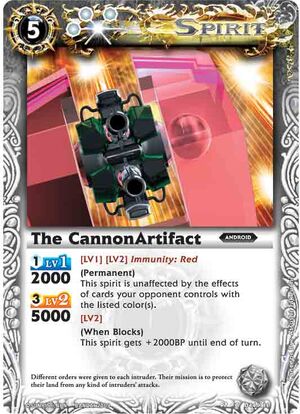 5
SPIRIT
The CannonArtifact
ANDROID
1 LV1
2000
[LV1] [LV2] Immunity: Red
(Permanent)
This spirit is unaffected by the effects
of cards your opponent controls with
the listed color(s).
3 LV2
5000
[LV2]
(When Blocks)
This spirit gets +2000BP until end of turn.
Different orders were given to each intruder. Their mission is to protect
their land from any kind of intruders' attacks.